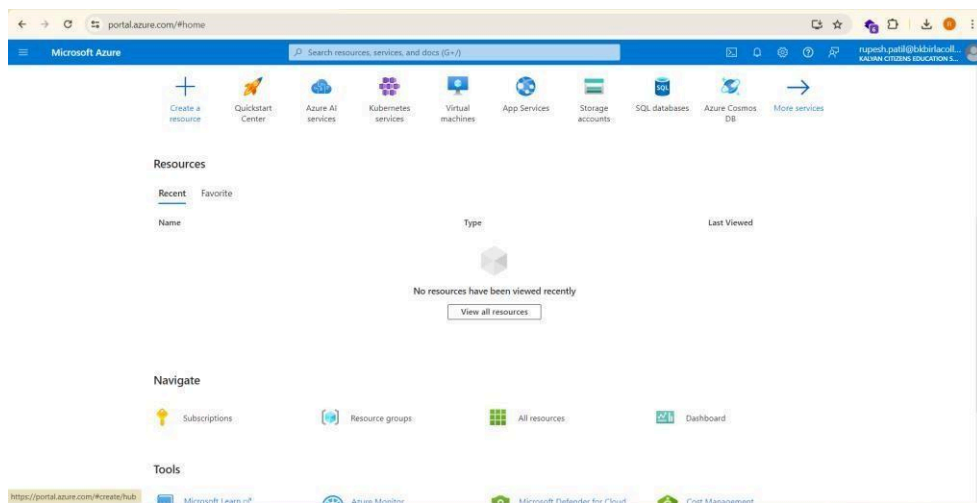 portal.azure.com/#home
Microsoft Azure
Search resources, services, and docs (G+/)
rupesh.patil@bkbirlacoll...
KALYAN CITIZENS EDUCATION S...
Create a resource
Quickstart Center
Azure AI services
Kubernetes services
Virtual machines
App Services
Storage accounts
SQL databases
Azure Cosmos DB
More services
Resources
Recent Favorite
Name Type Last Viewed
No resources have been viewed recently
View all resources
Navigate
Subscriptions Resource groups All resources Dashboard
Tools
Microsoft Learn Azure Monitor Microsoft Defender for Cloud Cost Management
https://portal.azure.com/#create/hub